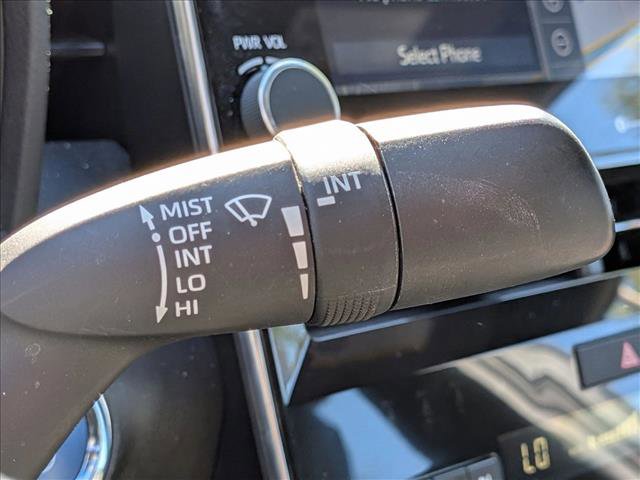 PWR VOL
Select Phone
INT
MIST
OFF
INT
LO
HI
LO